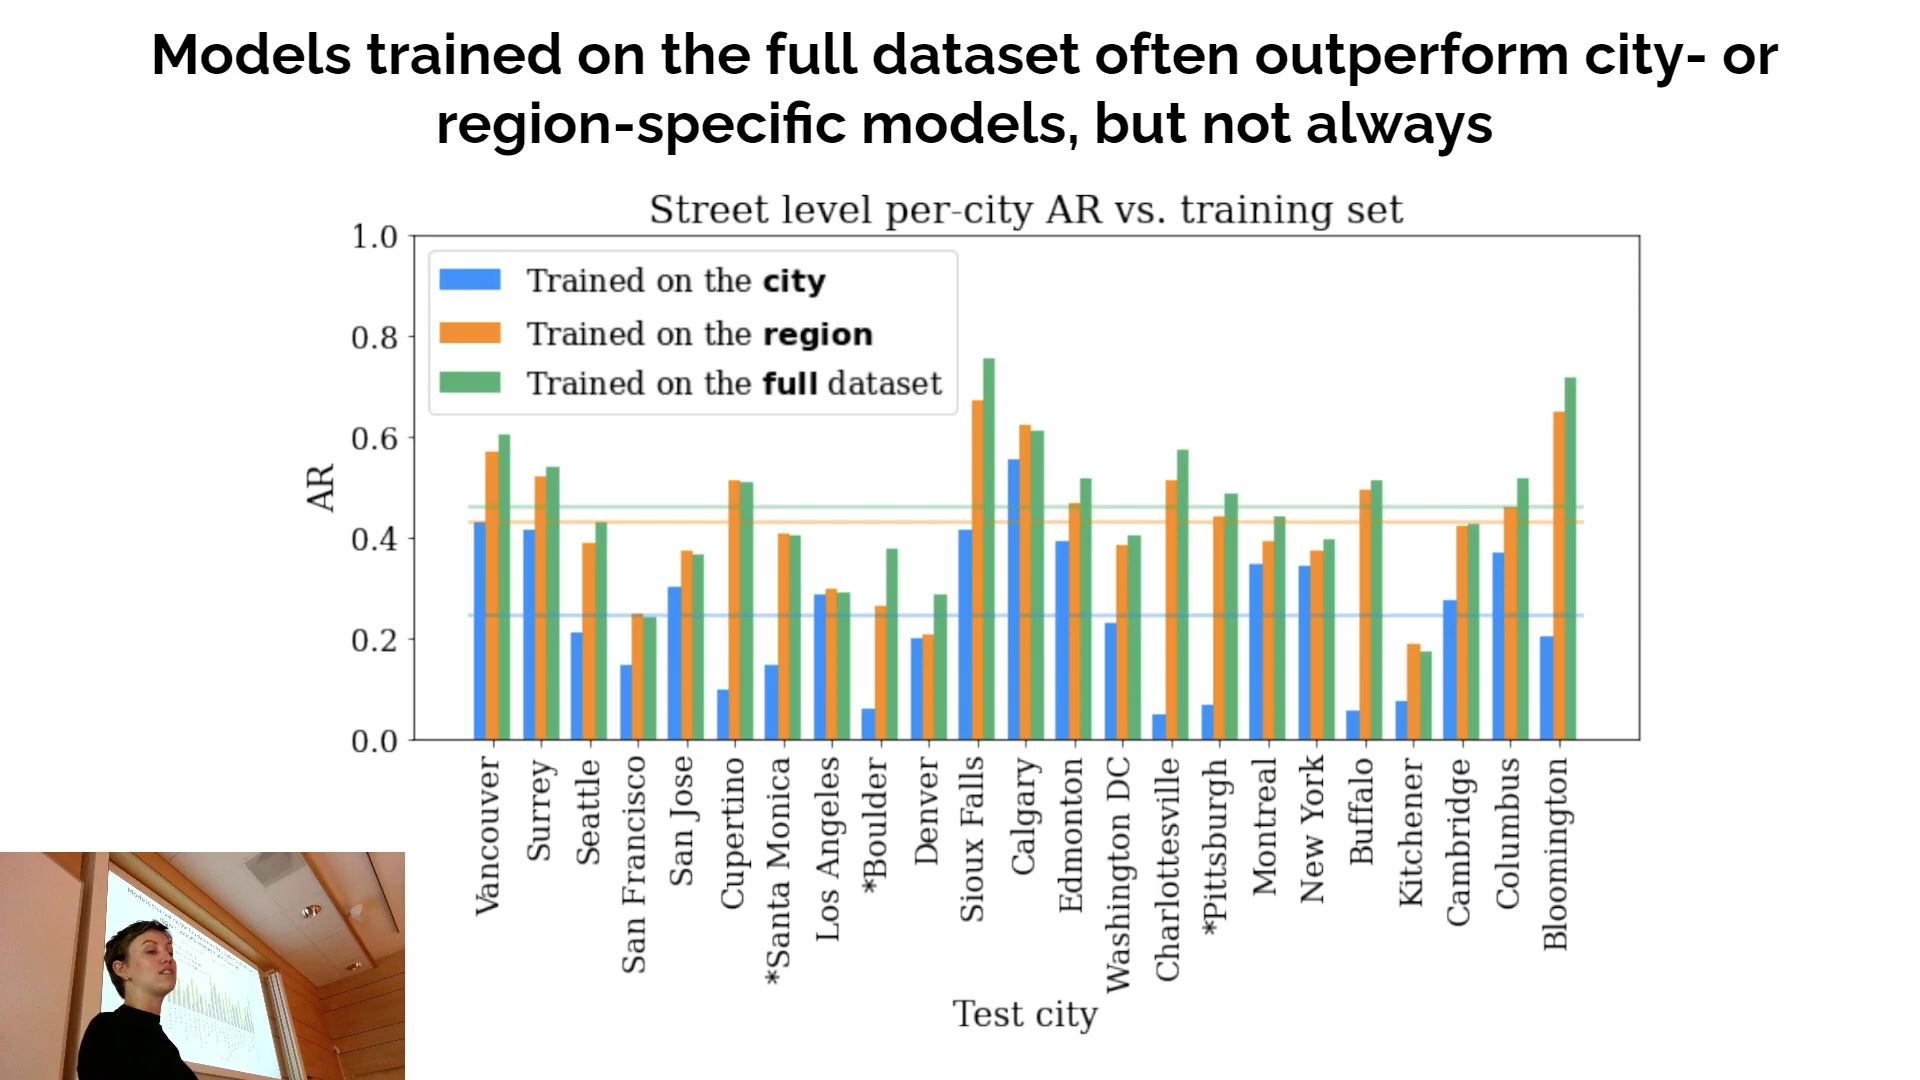 Models trained on the full dataset often outperform city- or
region-specific models, but not always
Street level per-city AR vs. training set
1.0
0.8
0.6
0.4
0.2
0.0
AR
Trained on the city
Trained on the region
Trained on the full dataset
Vancouver
Surrey
Seattle
San Francisco
San Jose
Cupertino
*Santa Monica
Los Angeles
*Boulder
Denver
Sioux Falls
Calgary
Edmonton
Washington DC
Charlottesville
*Pittsburgh
Montreal
New York
Buffalo
Kitchener
Cambridge
Columbus
Bloomington
Test city